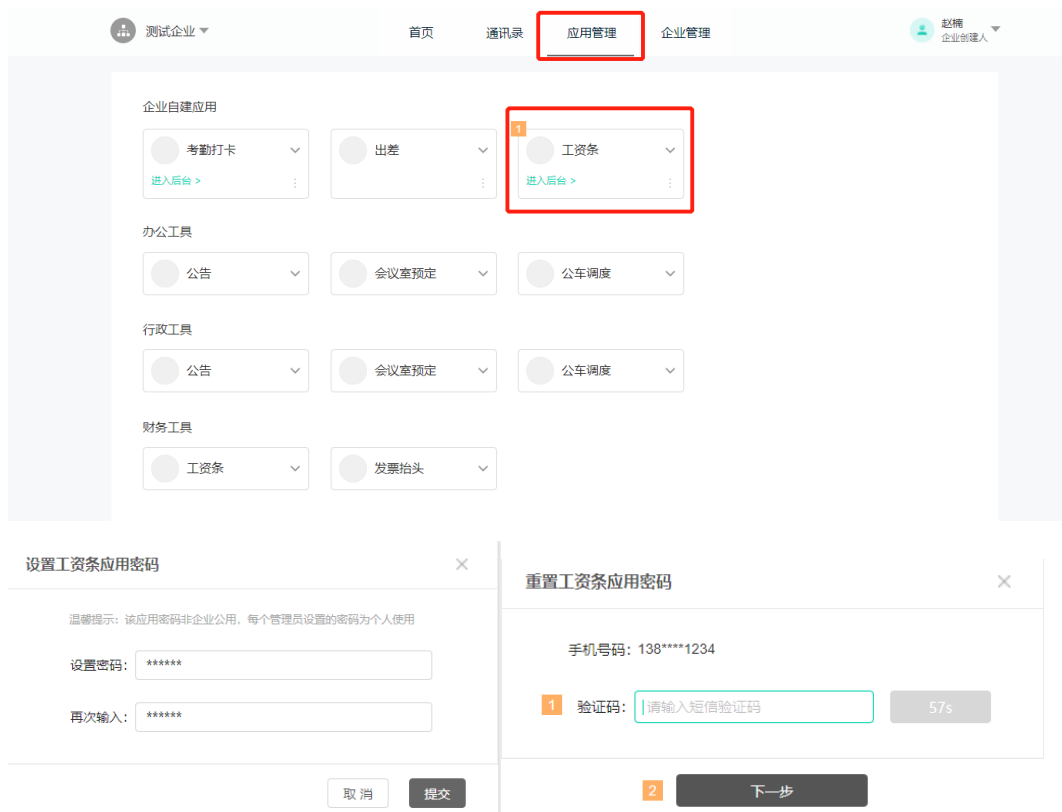 测试企业 首页 通讯录 应用管理 企业管理 赵楠
企业创建人
企业自建应用
1
考勤打卡 出差 工资条
进入后台 > 进入后台 >
办公工具
公告 会议室预定 公车调度
行政工具
公告 会议室预定 公车调度
财务工具
工资条 发票抬头
设置工资条应用密码
温馨提示：该应用密码非企业公用，每个管理员设置的密码为个人使用
设置密码： ******
再次输入： ******
取消 提交
重置工资条应用密码
手机号码：138****1234
1 验证码： 请输入短信验证码 57s
2 下一步